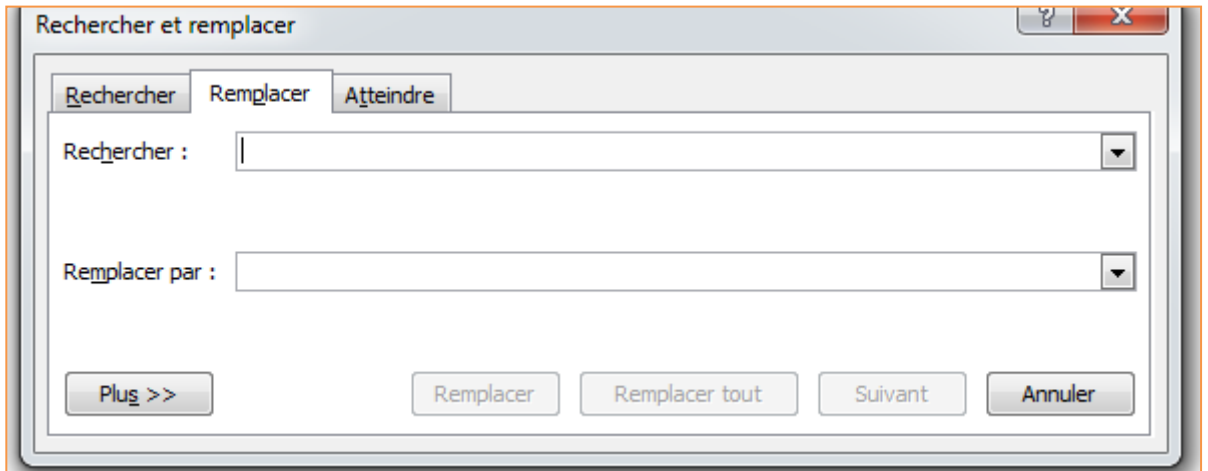 Rechercher et remplacer
Rechercher Remplacer Atteindre
Rechercher :
Remplacer par :
Plus >> Remplacer Remplacer tout Suivant Annuler